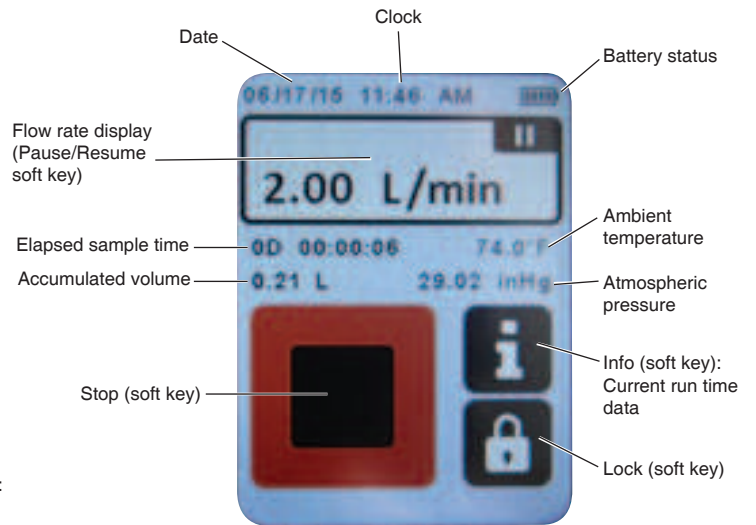 Clock
Date
Battery status
06/17/15 11:46 AM
Flow rate display
(Pause/Resume
soft key)
2.00 L/min
Elapsed sample time
0D 00:00:06
74.0°F
Ambient
temperature
Accumulated volume
0.21 L
29.02 inHg
Atmospheric
pressure
i
Info (soft key):
Current run time
data
Stop (soft key)
Lock (soft key)
: